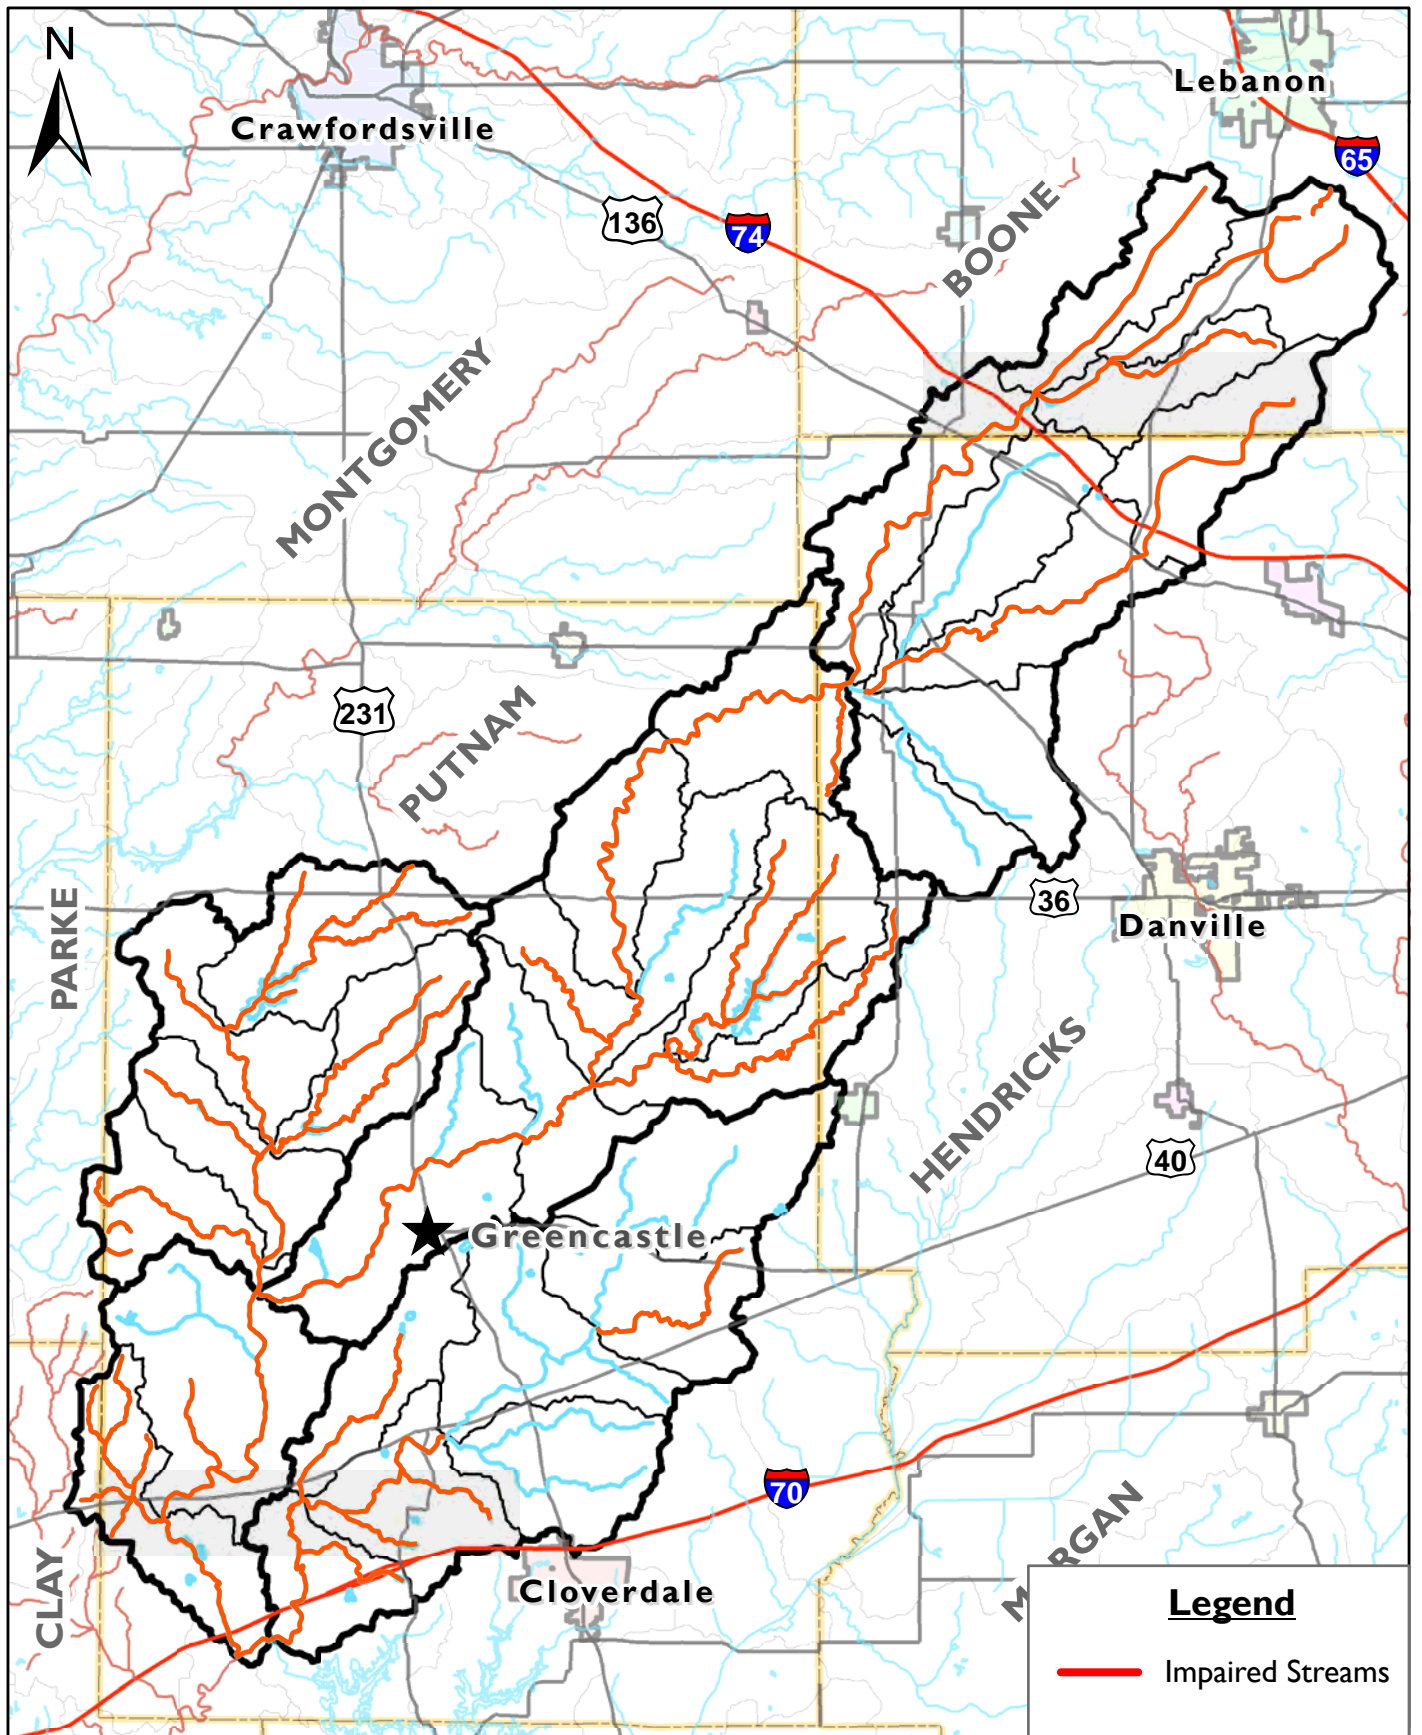 N
Lebanon
Crawfordsville
65
136
74
BOONE
MONTGOMERY
231
PUTNAM
PARKE
36
Danville
HENDRICKS
40
Greencastle
70
CLAY
Cloverdale
Legend
Impaired Streams